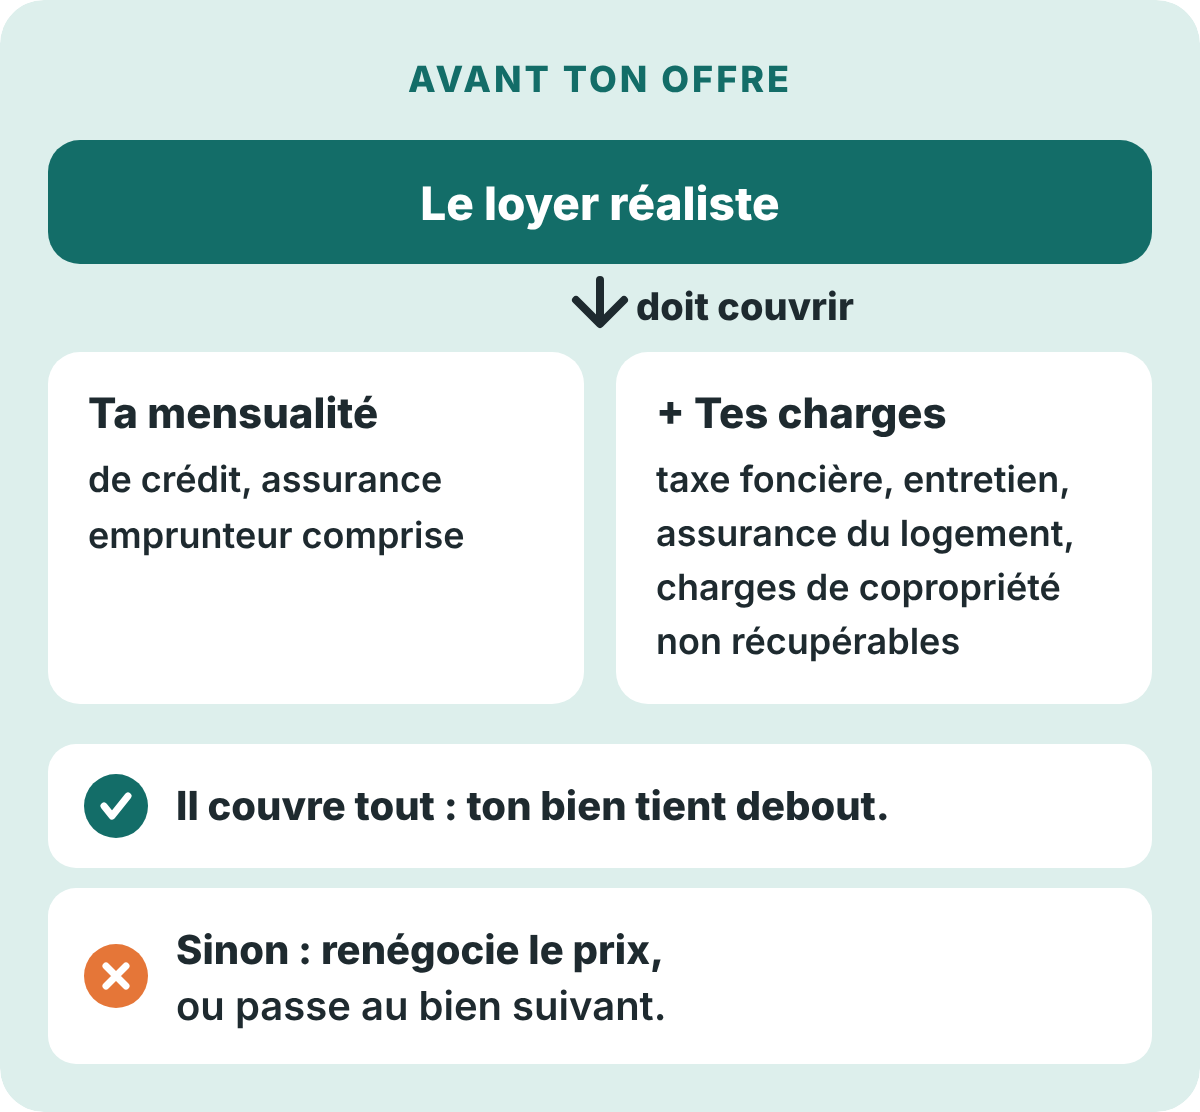 AVANT TON OFFRE
Le loyer réaliste
doit couvrir
Ta mensualité
de crédit, assurance
emprunteur comprise
+ Tes charges
taxe foncière, entretien,
assurance du logement,
charges de copropriété
non récupérables
Il couvre tout : ton bien tient debout.
Sinon : renégocie le prix,
ou passe au bien suivant.